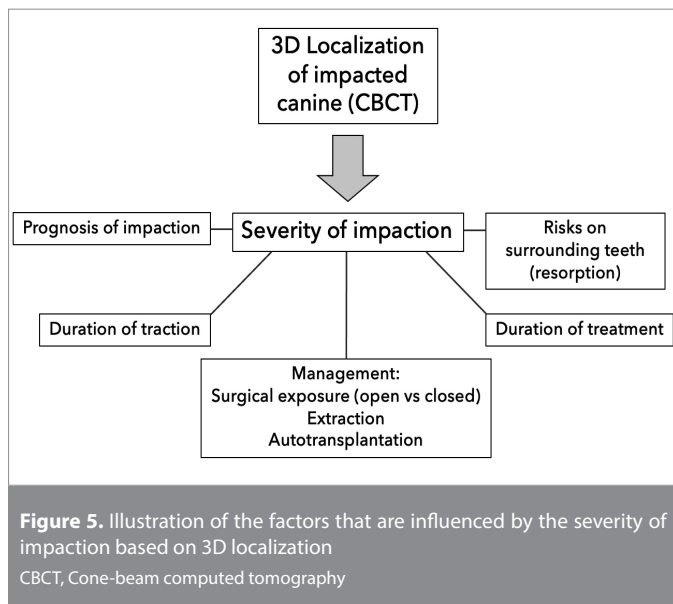 3D Localization
of impacted
canine (CBCT)
Prognosis of impaction
Severity of impaction
Risks on
surrounding teeth
(resorption)
Duration of traction
Duration of treatment
Management:
Surgical exposure (open vs closed)
Extraction
Autotransplantation
Figure 5. Illustration of the factors that are influenced by the severity of
impaction based on 3D localization
CBCT, Cone-beam computed tomography